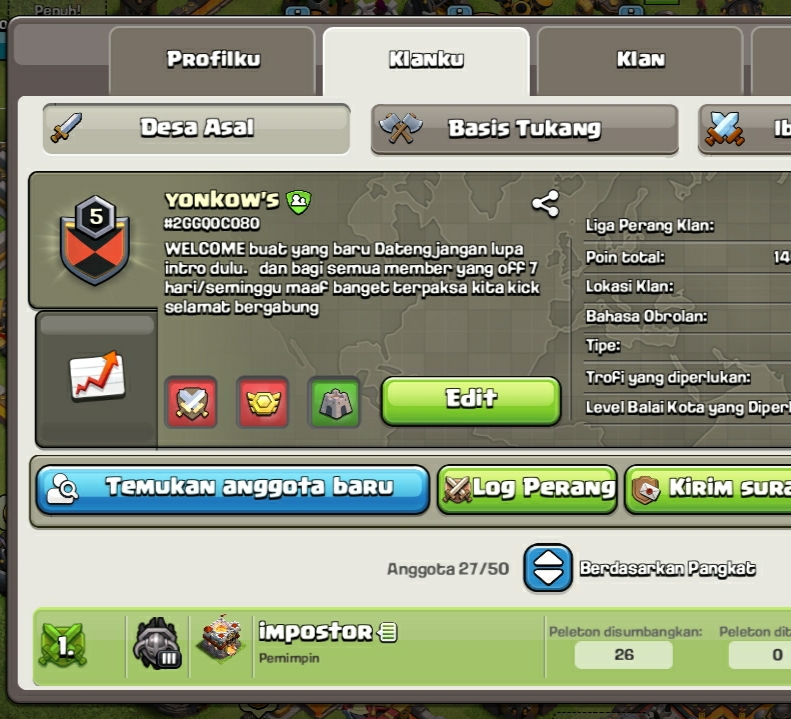 Penuh!
Profilku
Klanku
Klan
Desa Asal
Basis Tukang
5
YONKOW'S
#2GGQ0C080
WELCOME buat yang baru Dateng jangan lupa
intro dulu. dan bagi semua member yang off 7
hari/seminggu maaf banget terpaksa kita kick
selamat bergabung
Liga Perang Klan:
Poin total:
Lokasi Klan:
Bahasa Obrolan:
Tipe:
Trofi yang diperlukan:
Level Balai Kota yang
Edit
Temukan anggota baru
Log Perang
Kirim
Anggota 27/50
Berdasarkan Pangkat
1.
III
impostor
Pemimpin
Peleton disumbangkan:
26
Peleton
0